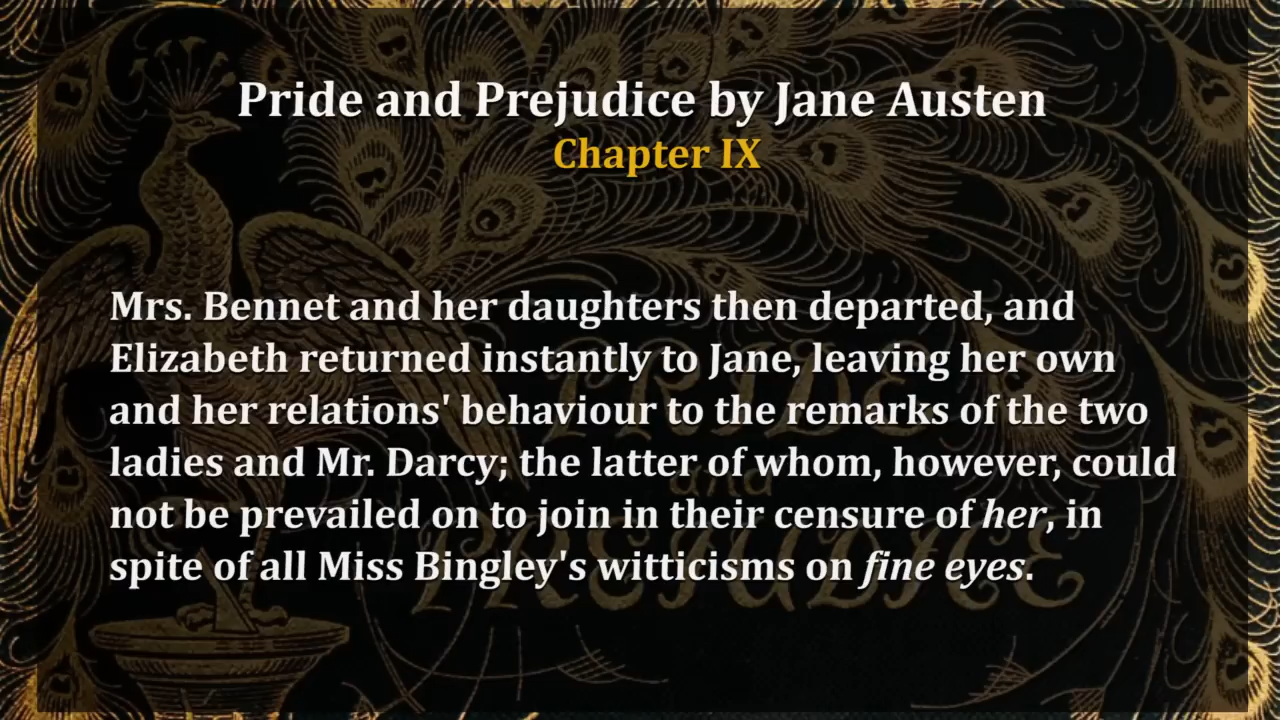 Pride and Prejudice by Jane Austen
Chapter IX
Mrs. Bennet and her daughters then departed, and
Elizabeth returned instantly to Jane, leaving her own
and her relations' behaviour to the remarks of the two
ladies and Mr. Darcy; the latter of whom, however, could
not be prevailed on to join in their censure of her, in
spite of all Miss Bingley's witticisms on fine eyes.
PRIDE
and
PREJUDICE